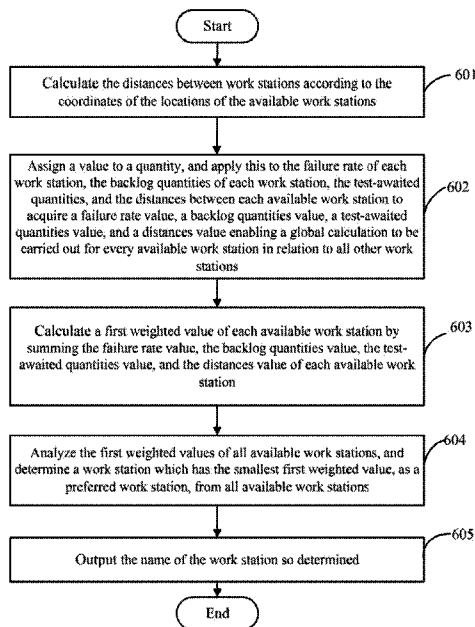 Start
Calculate the distances between work stations according to the
coordinates of the locations of the available work stations
601
Assign a value to a quantity, and apply this to the failure rate of each
work station, the backlog quantities of each work station, the test-awaited
quantities, and the distances between each available work station to
acquire a failure rate value, a backlog quantities value, a test-awaited
quantities value, and a distances value enabling a global calculation to be
carried out for every available work station in relation to all other work
stations
602
Calculate a first weighted value of each available work station by
summing the failure rate value, the backlog quantities value, the test-
awaited quantities value, and the distances value of each available work
station
603
Analyze the first weighted values of all available work stations, and
determine a work station which has the smallest first weighted value, as a
preferred work station, from all available work stations
604
Output the name of the work station so determined
605
End